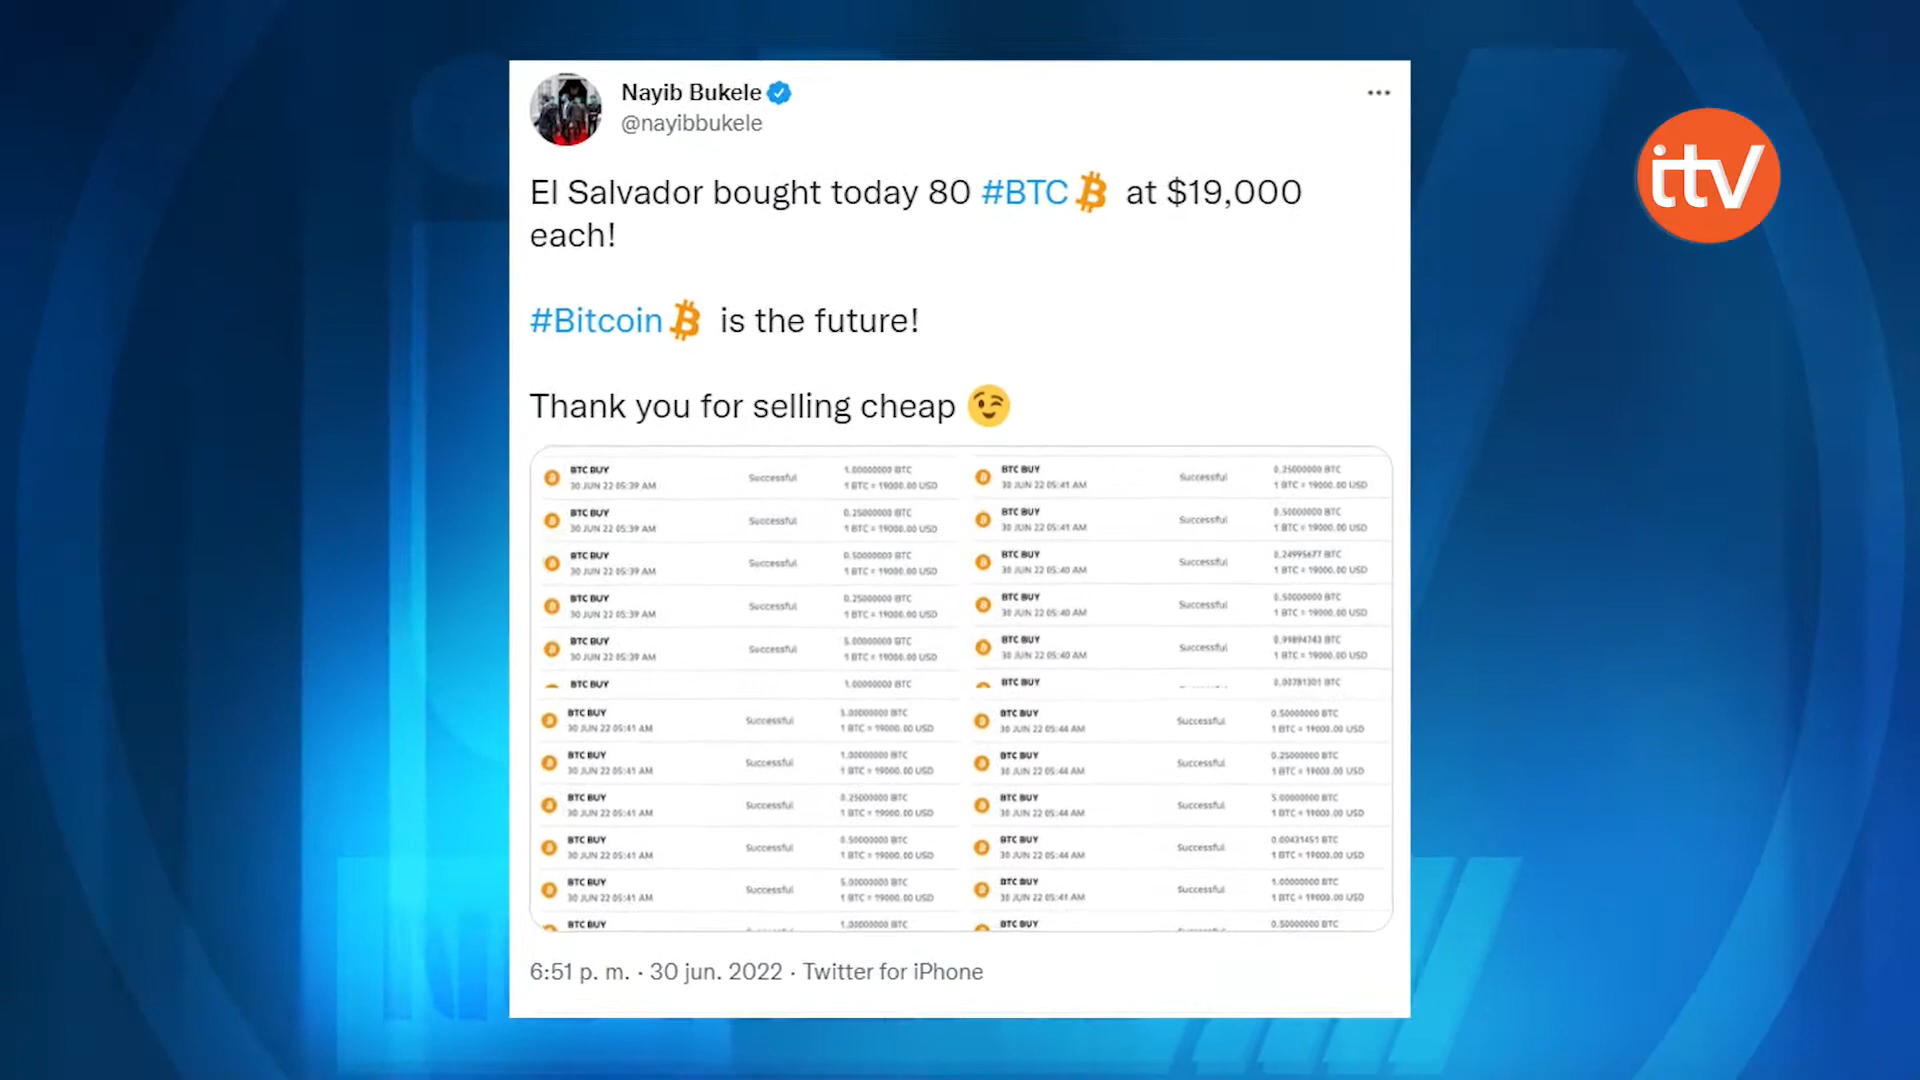 Nayib Bukele
@nayibbukele
itv
El Salvador bought today 80 #BTC at $19,000
each!
#Bitcoin is the future!
Thank you for selling cheap
BTC BUY Successful 1.00000000 BTC
30 JUN 22 05:39 AM 1 BTC = 19000.00 USD
BTC BUY Successful 0.25000000 BTC
30 JUN 22 05:39 AM 1 BTC = 19000.00 USD
BTC BUY Successful 0.50000000 BTC
30 JUN 22 05:39 AM 1 BTC = 19000.00 USD
BTC BUY Successful 0.25000000 BTC
30 JUN 22 05:39 AM 1 BTC = 19000.00 USD
BTC BUY Successful 5.00000000 BTC
30 JUN 22 05:39 AM 1 BTC = 19000.00 USD
BTC BUY 1.00000000 BTC
BTC BUY Successful 0.25000000 BTC
30 JUN 22 05:41 AM 1 BTC = 19000.00 USD
BTC BUY Successful 0.50000000 BTC
30 JUN 22 05:41 AM 1 BTC = 19000.00 USD
BTC BUY Successful 0.24995677 BTC
30 JUN 22 05:40 AM 1 BTC = 19000.00 USD
BTC BUY Successful 0.50000000 BTC
30 JUN 22 05:40 AM 1 BTC = 19000.00 USD
BTC BUY Successful 0.99894743 BTC
30 JUN 22 05:40 AM 1 BTC = 19000.00 USD
BTC BUY
BTC BUY Successful 5.00000000 BTC
30 JUN 22 05:41 AM 1 BTC = 19000.00 USD
BTC BUY Successful 1.00000000 BTC
30 JUN 22 05:41 AM 1 BTC = 19000.00 USD
BTC BUY Successful 0.25000000 BTC
30 JUN 22 05:41 AM 1 BTC = 19000.00 USD
BTC BUY Successful 0.50000000 BTC
30 JUN 22 05:41 AM 1 BTC = 19000.00 USD
BTC BUY Successful 5.00000000 BTC
30 JUN 22 05:41 AM 1 BTC = 19000.00 USD
BTC BUY 1.00000000 BTC
BTC BUY Successful 0.50000000 BTC
30 JUN 22 05:44 AM 1 BTC = 19000.00 USD
BTC BUY Successful 0.25000000 BTC
30 JUN 22 05:44 AM 1 BTC = 19000.00 USD
BTC BUY Successful 5.00000000 BTC
30 JUN 22 05:44 AM 1 BTC = 19000.00 USD
BTC BUY Successful 0.00431451 BTC
30 JUN 22 05:44 AM 1 BTC = 19000.00 USD
BTC BUY Successful 1.00000000 BTC
30 JUN 22 05:41 AM 1 BTC = 19000.00 USD
BTC BUY 0.50000000 BTC
6:51 p. m. · 30 jun. 2022 · Twitter for iPhone